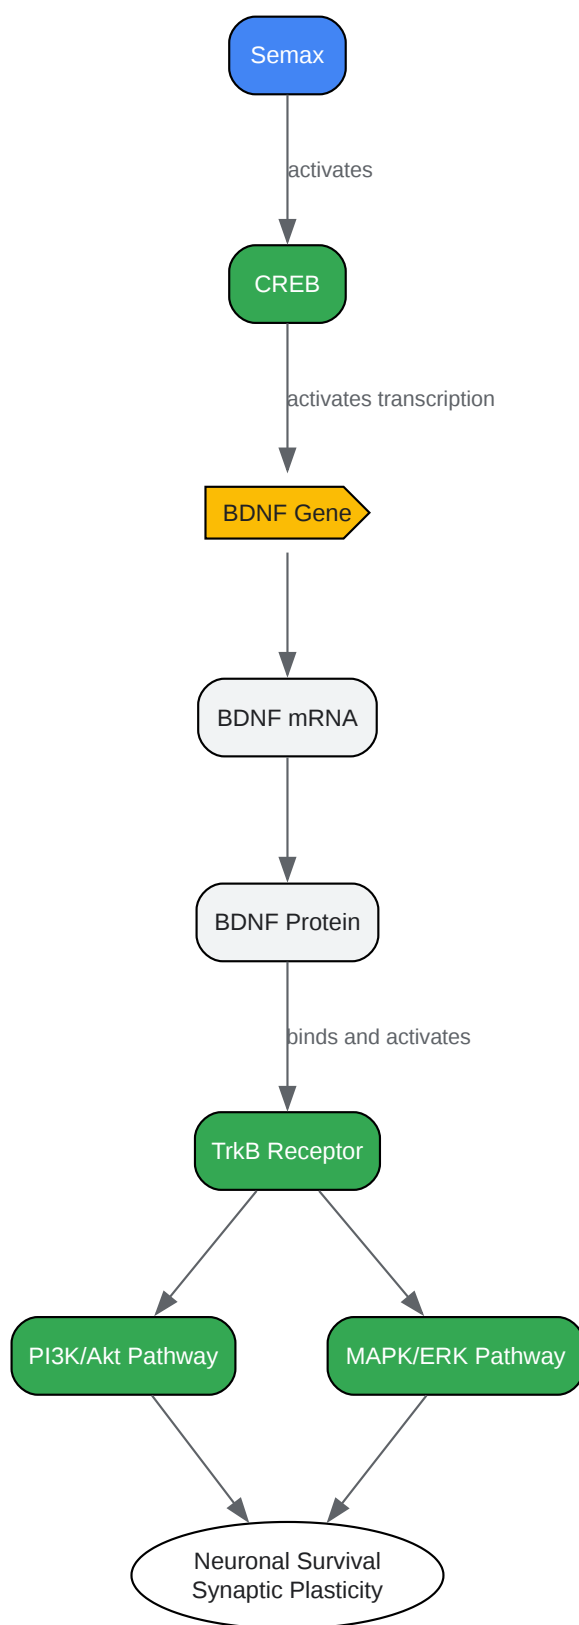 Semax
activates
CREB
activates transcription
BDNF Gene
BDNF mRNA
BDNF Protein
binds and activates
TrkB Receptor
PI3K/Akt Pathway
MAPK/ERK Pathway
Neuronal Survival
Synaptic Plasticity